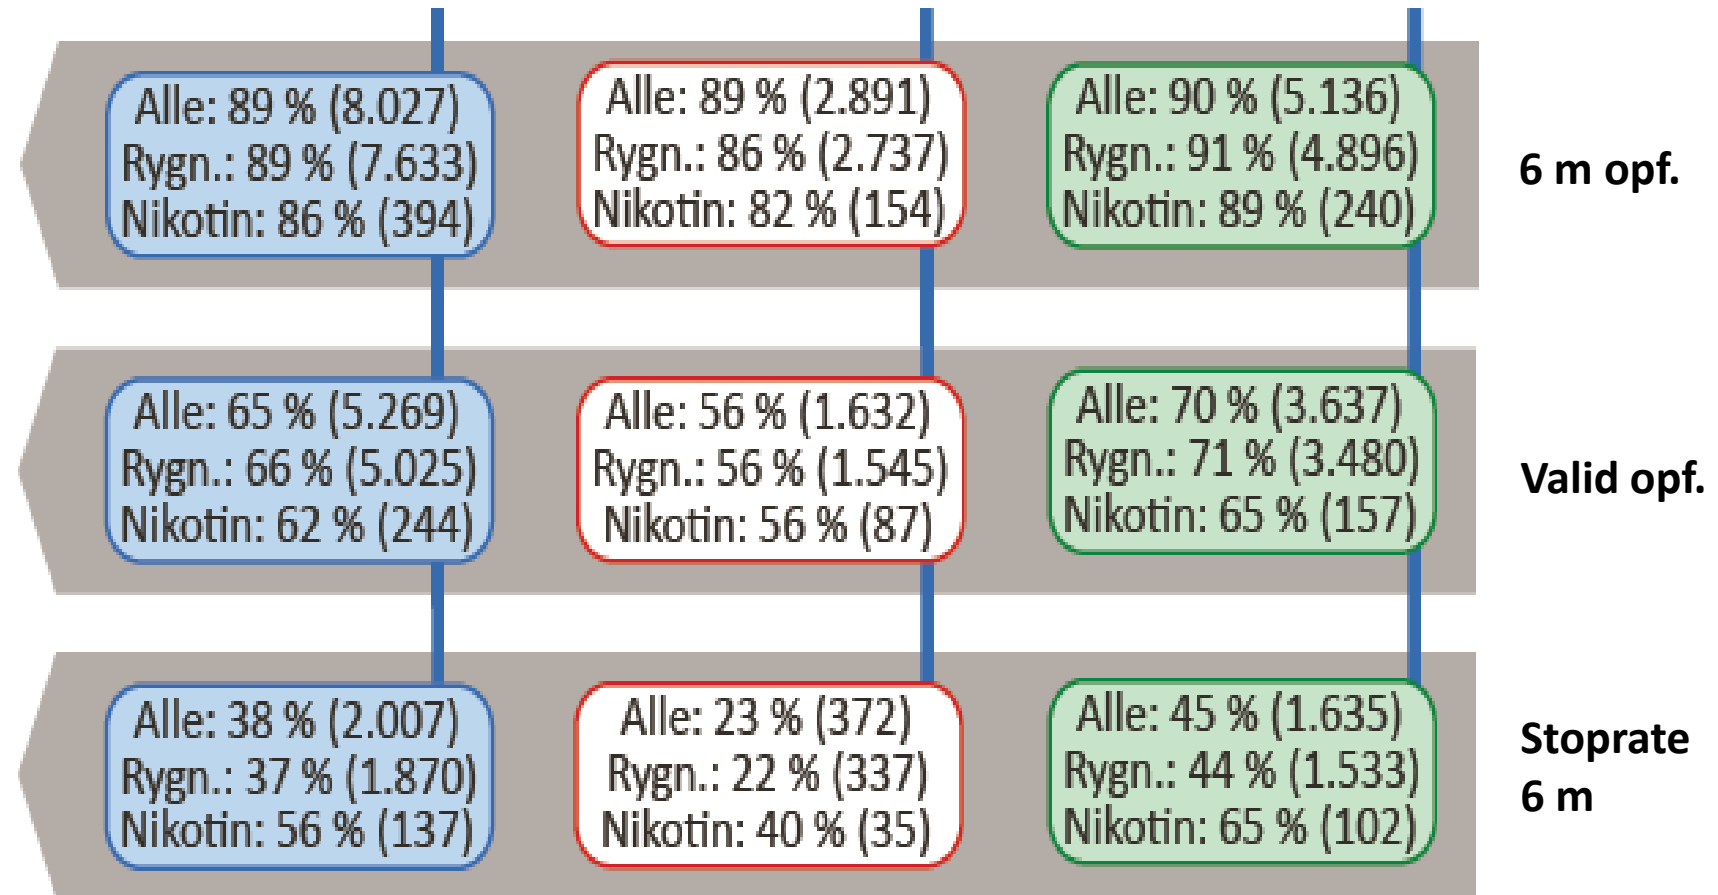 Alle: 89 % (8.027)
Rygn.: 89 % (7.633)
Nikotin: 86 % (394)
Alle: 89 % (2.891)
Rygn.: 86 % (2.737)
Nikotin: 82 % (154)
Alle: 90 % (5.136)
Rygn.: 91 % (4.896)
Nikotin: 89 % (240)
6 m opf.
Alle: 65 % (5.269)
Rygn.: 66 % (5.025)
Nikotin: 62 % (244)
Alle: 56 % (1.632)
Rygn.: 56 % (1.545)
Nikotin: 56 % (87)
Alle: 70 % (3.637)
Rygn.: 71 % (3.480)
Nikotin: 65 % (157)
Valid opf.
Alle: 38 % (2.007)
Rygn.: 37 % (1.870)
Nikotin: 56 % (137)
Alle: 23 % (372)
Rygn.: 22 % (337)
Nikotin: 40 % (35)
Alle: 45 % (1.635)
Rygn.: 44 % (1.533)
Nikotin: 65 % (102)
Stoprate
6 m